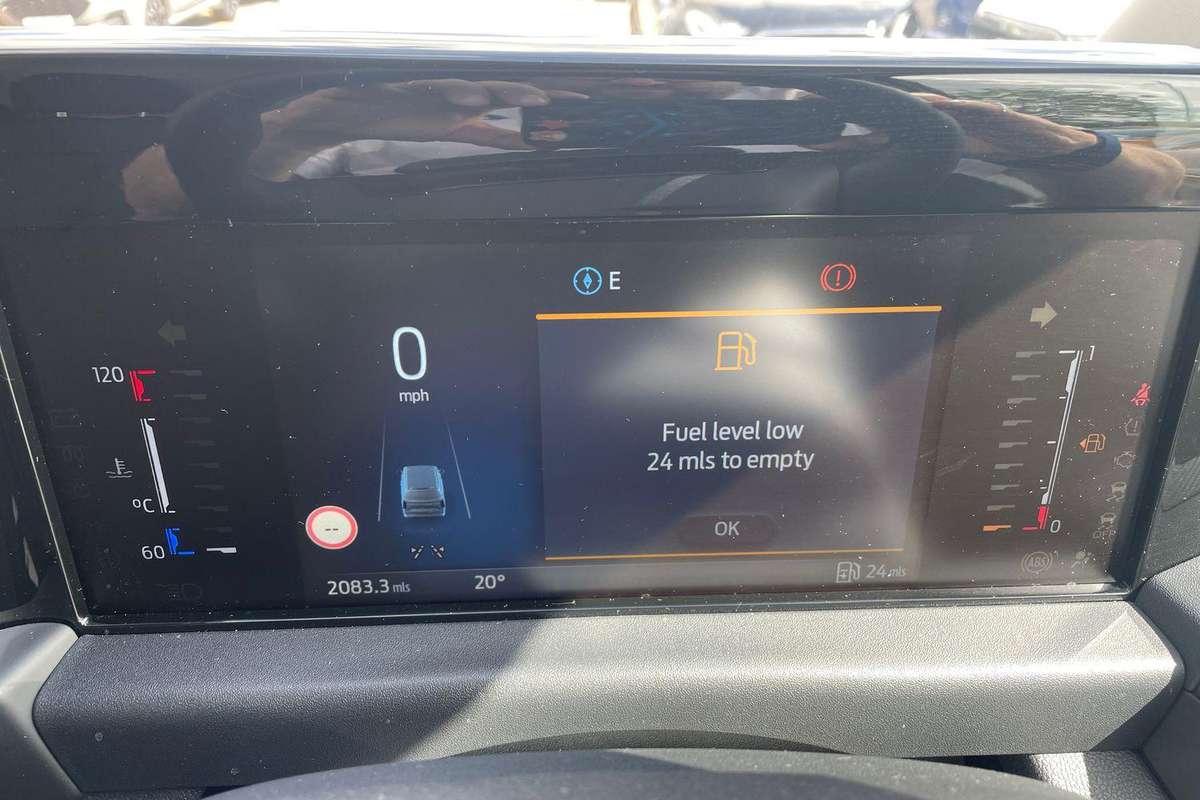 E
120
0
mph
1
Fuel level low
24 mls to empty
°C
60
--
OK
0
2083.3 mls
20°
24 mls
ABS